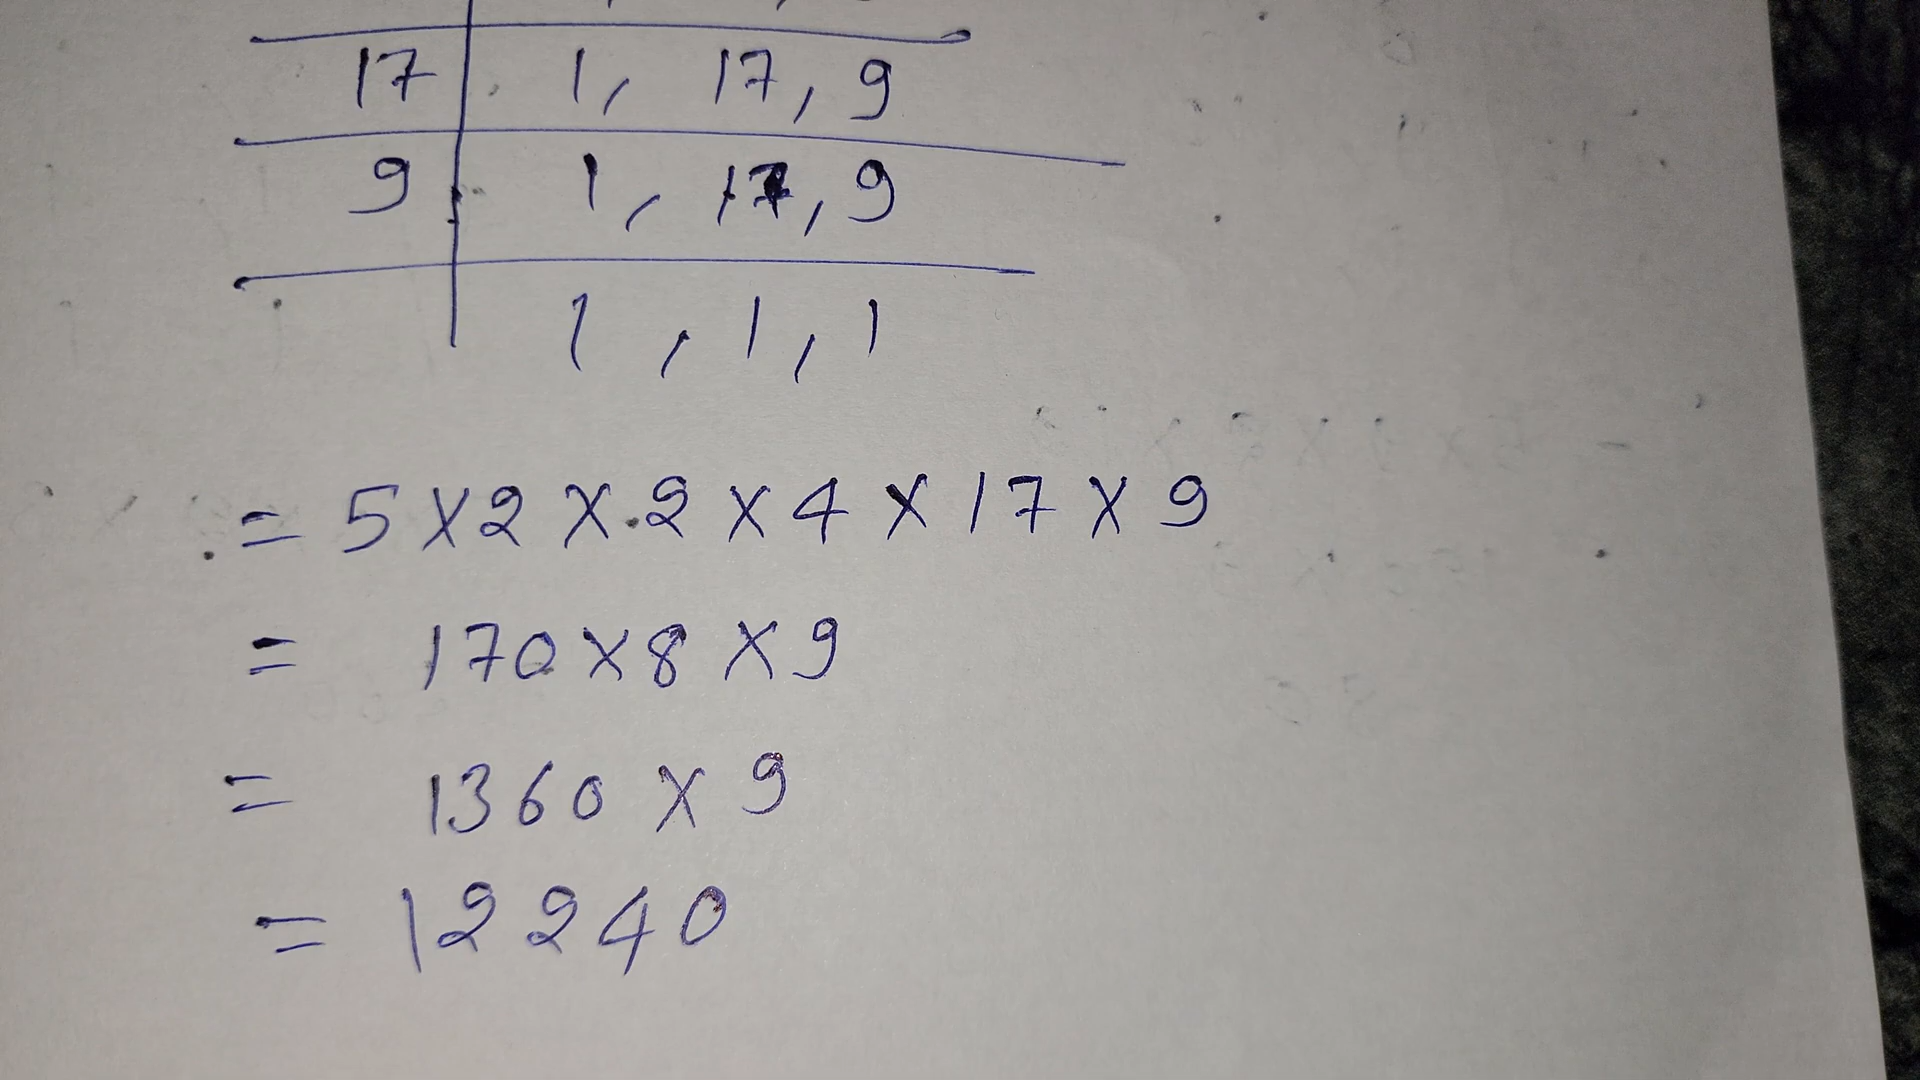 17 | 1, 17, 9
9 | 1, 17, 9
1, 1, 1
= 5 X 2 X 2 X 4 X 17 X 9
= 170 X 8 X 9
= 1360 X 9
= 12240